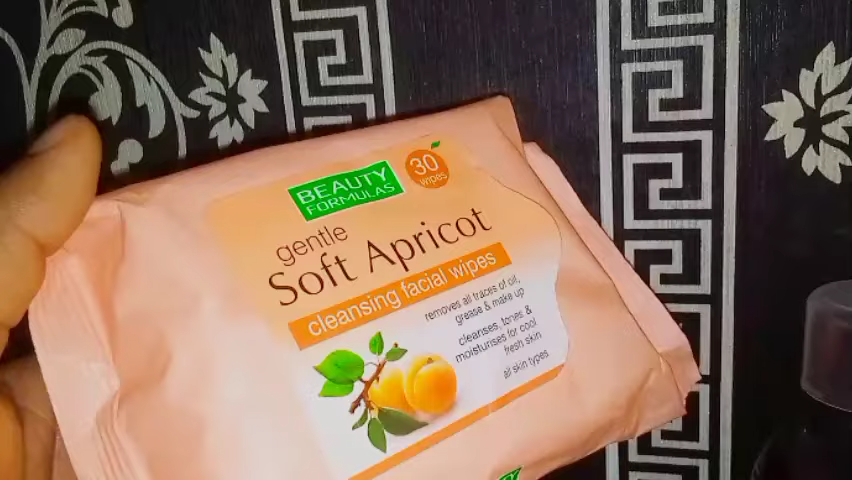 BEAUTY
FORMULAS
30
wipes
gentle
Soft Apricot
cleansing facial wipes
removes all traces of oil,
grease & make up
cleanses, tones &
moisturises for cool
fresh skin
all skin types